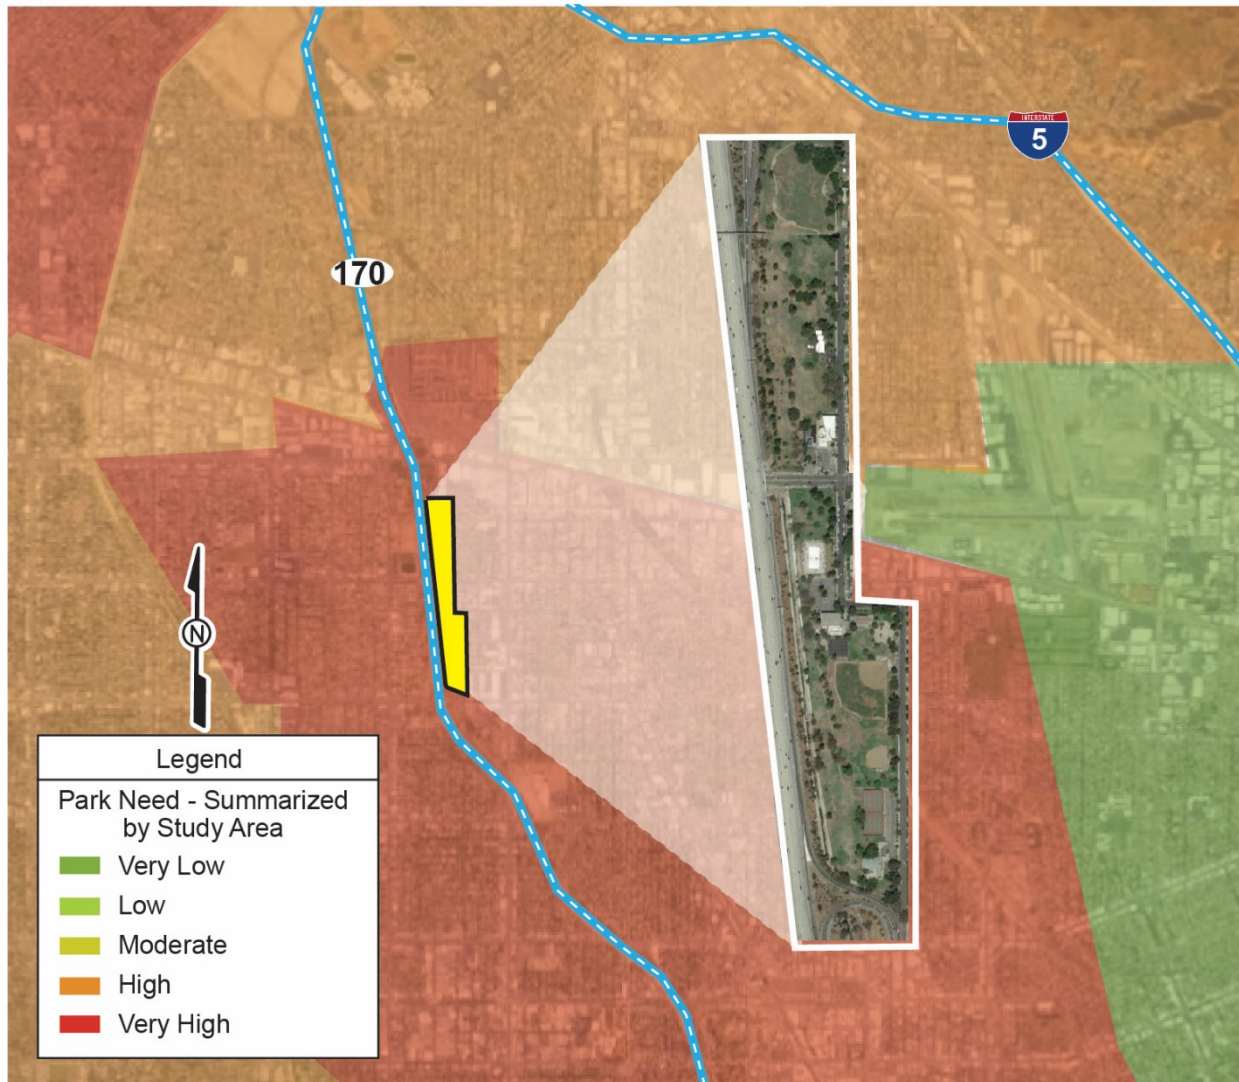 INTERSTATE
5
170
N
Legend
Park Need - Summarized
by Study Area
Very Low
Low
Moderate
High
Very High